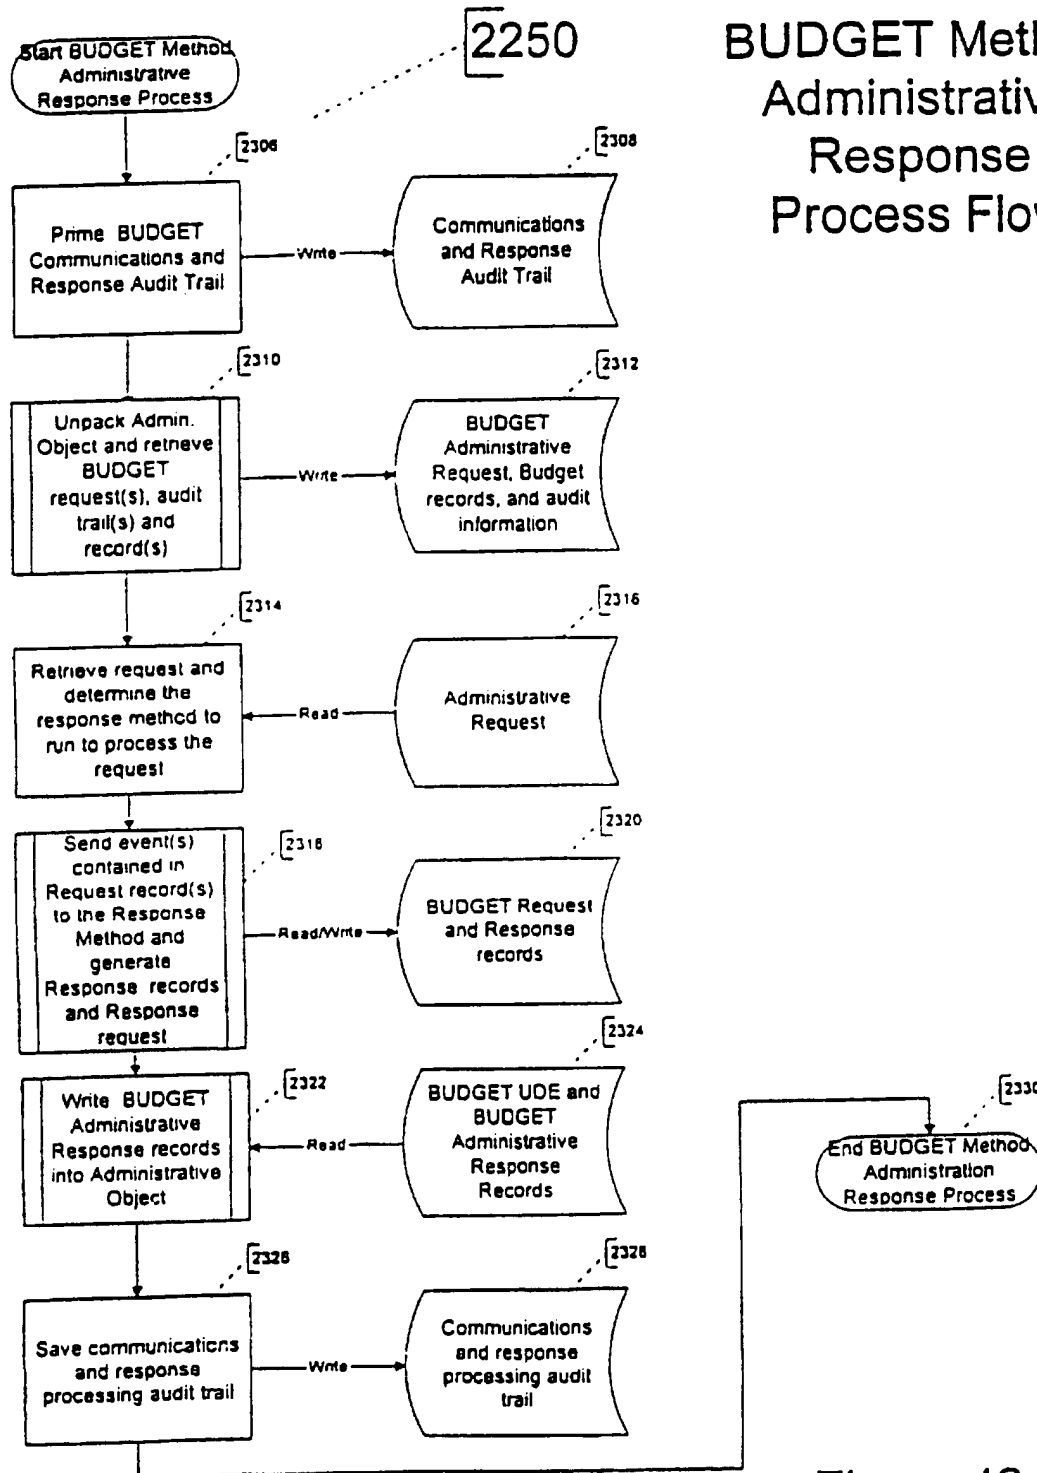 2250
BUDGET Meth
Administrativ
Response
Process Flow
Start BUDGET Method
Administrative
Response Process
2306
Prime BUDGET
Communications and
Response Audit Trail
Write
2308
Communications
and Response
Audit Trail
2310
Unpack Admin.
Object and retrieve
BUDGET
request(s), audit
trail(s) and
record(s)
Write
2312
BUDGET
Administrative
Request, Budget
records, and audit
information
2314
Retrieve request and
determine the
response method to
run to process the
request
Read
2316
Administrative
Request
2318
Send event(s)
contained in
Request record(s)
to the Response
Method and
generate
Response records
and Response
request
Read/Write
2320
BUDGET Request
and Response
records
2322
Write BUDGET
Administrative
Response records
into Administrative
Object
Read
2324
BUDGET UDE and
BUDGET
Administrative
Response
Records
2326
Save communications
and response
processing audit trail
Write
2328
Communications
and response
processing audit
trail
2330
End BUDGET Method
Administration
Response Process